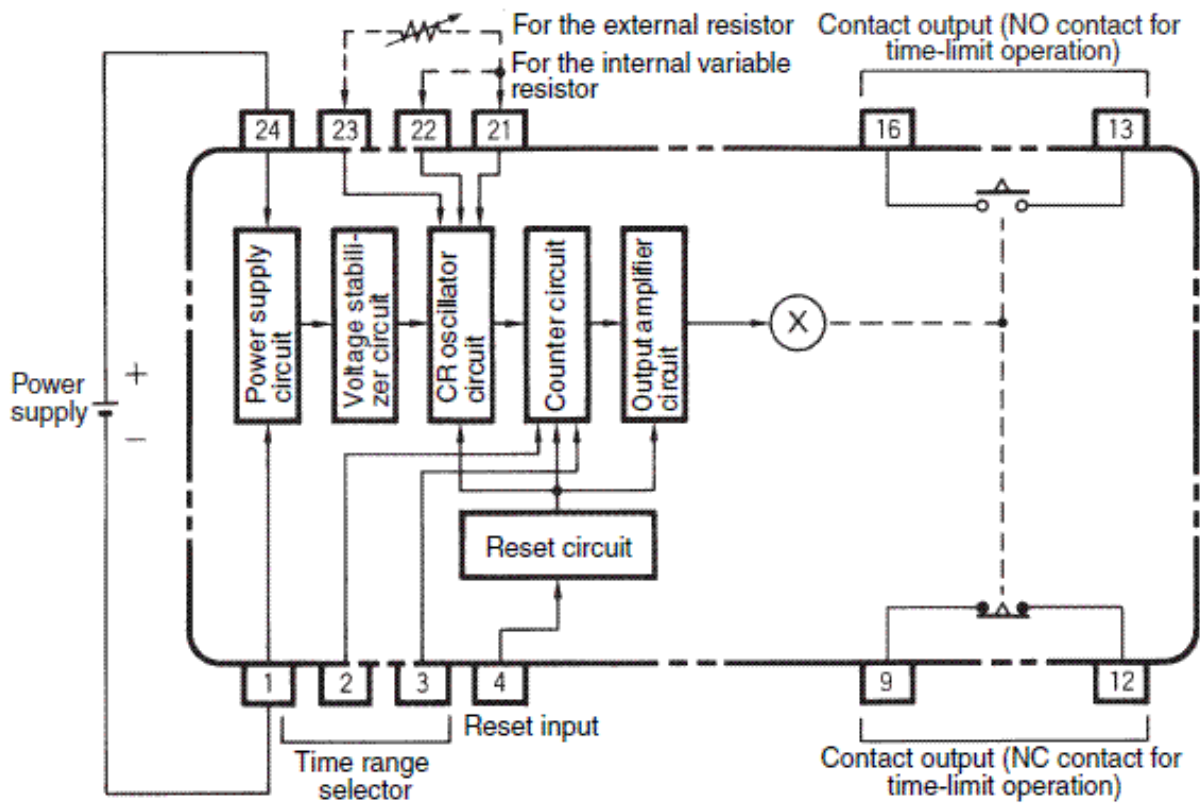 For the external resistor
For the internal variable
resistor
Contact output (NO contact for
time-limit operation)
24
23
22
21
16
13
Power supply
circuit
Voltage stabili-
zer circuit
CR oscillator
circuit
Counter circuit
Output amplifier
circuit
X
Power
supply
+
−
Reset circuit
1
2
3
4
9
12
Reset input
Time range
selector
Contact output (NC contact for
time-limit operation)